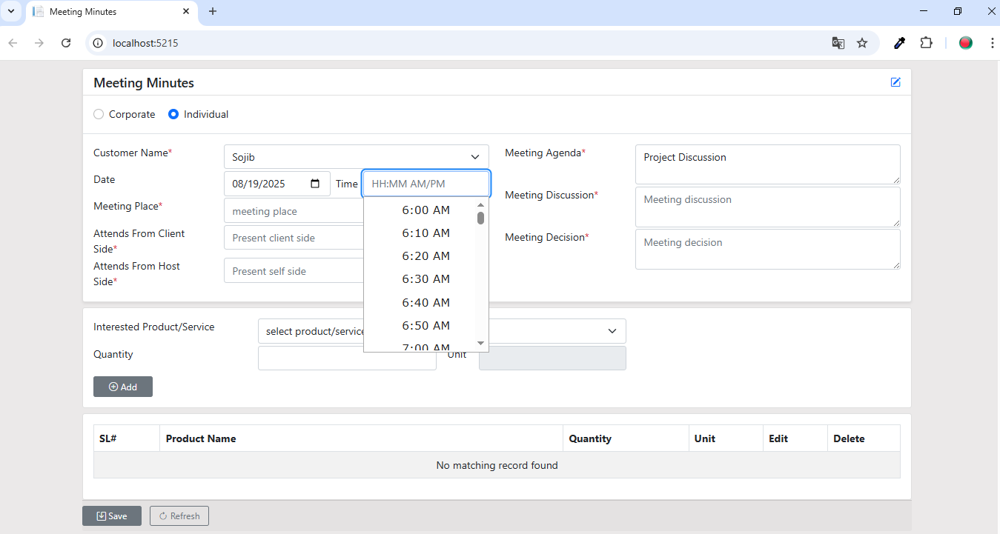 Meeting Minutes
localhost:5215
Meeting Minutes
Corporate Individual
Customer Name* Sojib
Meeting Agenda* Project Discussion
Date 08/19/2025 Time HH:MM AM/PM
Meeting Discussion* Meeting discussion
Meeting Place* meeting place
Attends From Client Side* Present client side
Meeting Decision* Meeting decision
Attends From Host Side* Present self side
6:00 AM
6:10 AM
6:20 AM
6:30 AM
6:40 AM
6:50 AM
7:00 AM
Interested Product/Service select product/service
Quantity Unit
Add
SL# Product Name Quantity Unit Edit Delete
No matching record found
Save Refresh